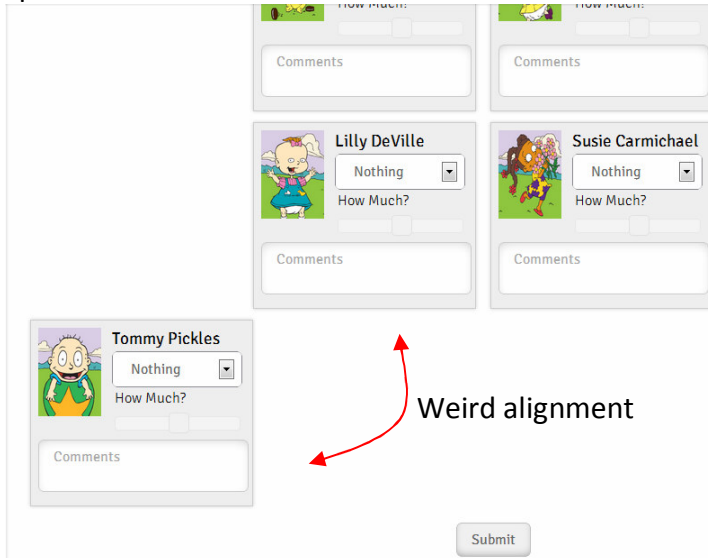 How Much?
How Much?
Comments
Comments
Lilly DeVille
Nothing
How Much?
Comments
Susie Carmichael
Nothing
How Much?
Comments
Tommy Pickles
Nothing
How Much?
Comments
Weird alignment
Submit